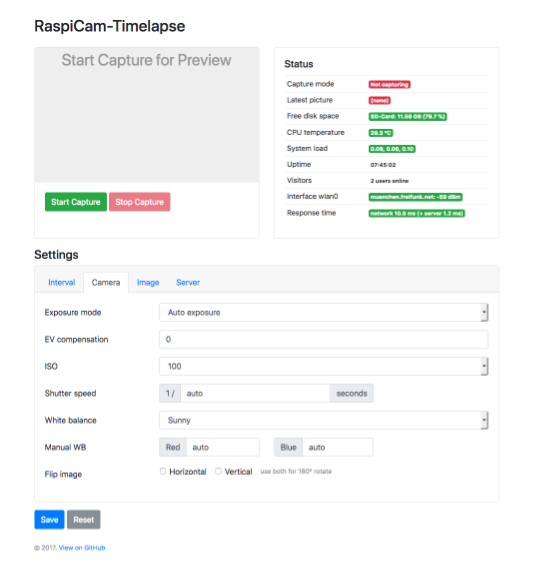 RaspiCam-Timelapse
Start Capture for Preview
Start Capture Stop Capture
Status
Capture mode Not capturing
Latest picture (none)
Free disk space SD-Card: 11.58 GB (79.7 %)
CPU temperature 29.3 °C
System load 0.08, 0.06, 0.10
Uptime 07:45:02
Visitors 2 users online
Interface wlan0 muenchen.freifunk.net: -59 dBm
Response time network 10.8 ms (+ server 1.2 ms)
Settings
Interval Camera Image Server
Exposure mode Auto exposure
EV compensation 0
ISO 100
Shutter speed 1 / auto seconds
White balance Sunny
Manual WB Red auto Blue auto
Flip image Horizontal Vertical use both for 180° rotate
Save Reset
© 2017. View on GitHub